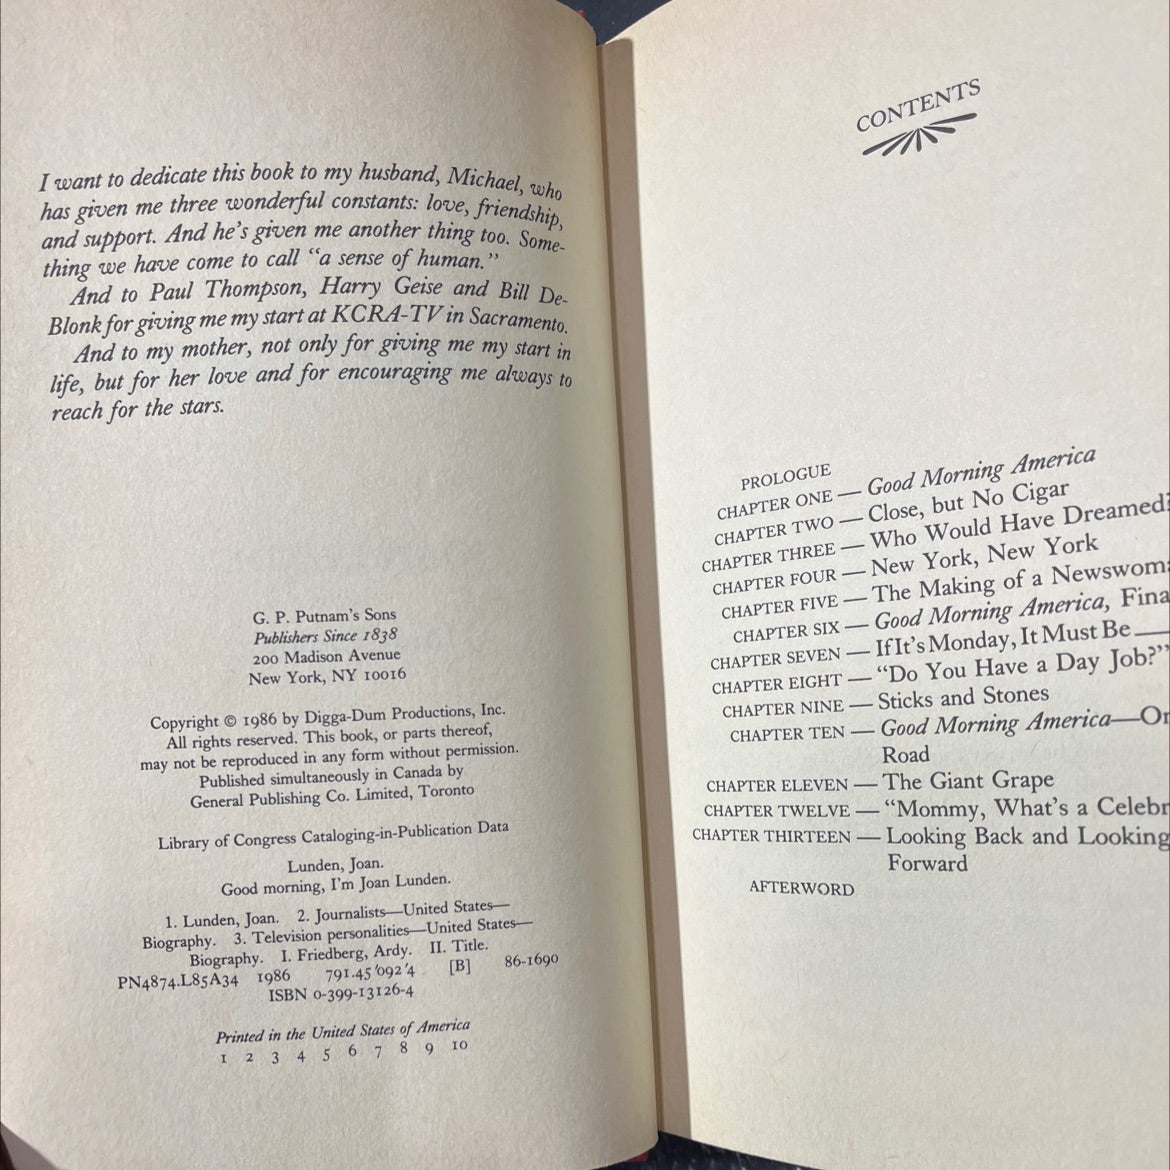 I want to dedicate this book to my husband, Michael, who
has given me three wonderful constants: love, friendship,
and support. And he's given me another thing too. Some-
thing we have come to call "a sense of human."
And to Paul Thompson, Harry Geise and Bill De-
Blonk for giving me my start at KCRA-TV in Sacramento.
And to my mother, not only for giving me my start in
life, but for her love and for encouraging me always to
reach for the stars.
G. P. Putnam's Sons
Publishers Since 1838
200 Madison Avenue
New York, NY 10016
Copyright © 1986 by Digga-Dum Productions, Inc.
All rights reserved. This book, or parts thereof,
may not be reproduced in any form without permission.
Published simultaneously in Canada by
General Publishing Co. Limited, Toronto
Library of Congress Cataloging-in-Publication Data
Lunden, Joan.
Good morning, I'm Joan Lunden.
1. Lunden, Joan. 2. Journalists—United States—
Biography. 3. Television personalities—United States—
Biography. I. Friedberg, Ardy. II. Title.
PN4874.L85A34 1986 791.45'092'4 [B] 86-1690
ISBN 0-399-13126-4
Printed in the United States of America
1 2 3 4 5 6 7 8 9 10
CONTENTS
PROLOGUE
CHAPTER ONE — Good Morning America
CHAPTER TWO — Close, but No Cigar
CHAPTER THREE — Who Would Have Dreamed?
CHAPTER FOUR — New York, New York
CHAPTER FIVE — The Making of a Newswom
CHAPTER SIX — Good Morning America, Fina
CHAPTER SEVEN — If It's Monday, It Must Be —
CHAPTER EIGHT — "Do You Have a Day Job?"
CHAPTER NINE — Sticks and Stones
CHAPTER TEN — Good Morning America—On
Road
CHAPTER ELEVEN — The Giant Grape
CHAPTER TWELVE — "Mommy, What's a Celebr
CHAPTER THIRTEEN — Looking Back and Looking
Forward
AFTERWORD